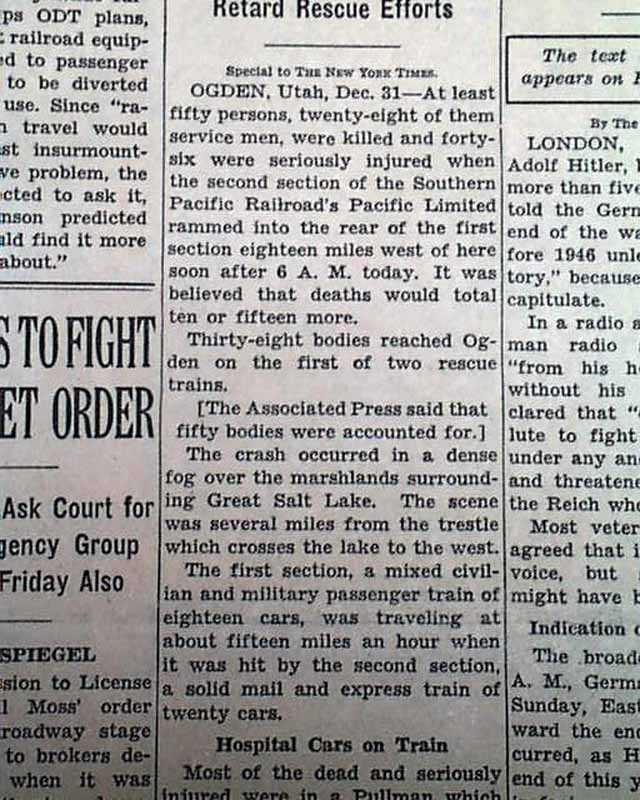 ps ODT plans,
railroad equip-
ed to passenger
to be diverted
use. Since "ra-
travel would
st insurmount-
ve problem, the
cted to ask it,
nson predicted
ld find it more
about."
S TO FIGHT
ET ORDER
Ask Court for
gency Group
Friday Also
SPIEGEL
sion to License
l Moss' order
roadway stage
to brokers de-
when it was
Retard Rescue Efforts
Special to THE NEW YORK TIMES.
OGDEN, Utah, Dec. 31—At least
fifty persons, twenty-eight of them
service men, were killed and forty-
six were seriously injured when
the second section of the Southern
Pacific Railroad's Pacific Limited
rammed into the rear of the first
section eighteen miles west of here
soon after 6 A. M. today. It was
believed that deaths would total
ten or fifteen more.
Thirty-eight bodies reached Og-
den on the first of two rescue
trains.
[The Associated Press said that
fifty bodies were accounted for.]
The crash occurred in a dense
fog over the marshlands surround-
ing Great Salt Lake. The scene
was several miles from the trestle
which crosses the lake to the west.
The first section, a mixed civil-
ian and military passenger train of
eighteen cars, was traveling at
about fifteen miles an hour when
it was hit by the second section,
a solid mail and express train of
twenty cars.
Hospital Cars on Train
Most of the dead and seriously
injured were in a Pullman which
The text
appears on
By The
LONDON,
Adolf Hitler,
more than five
told the Germ
end of the wa
fore 1946 unle
tory," because
capitulate.
In a radio a
man radio
"from his h
without his
clared that "
lute to fight
under any an
and threatene
the Reich who
Most veter
agreed that i
voice, but
might have b
Indication o
The broad
A. M., Germ
Sunday, East
ward the end
curred, as H
end of this y